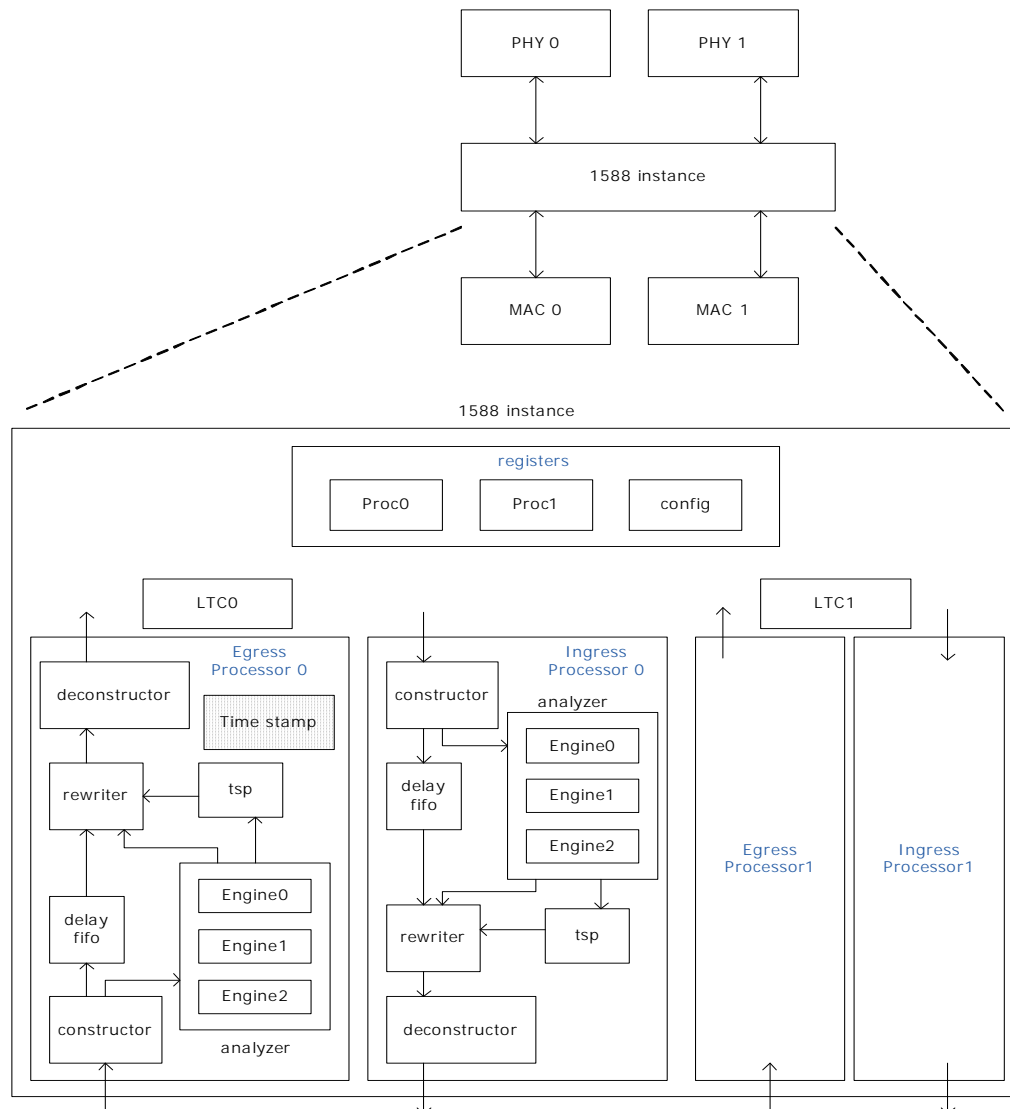 PHY 0
PHY 1
1588 instance
MAC 0
MAC 1
1588 instance
registers
Proc0
Proc1
config
LTC0
LTC1
Egress
Processor 0
deconstructor
Time stamp
rewriter
tsp
delay
fifo
Engine0
Engine1
Engine2
constructor
analyzer
Ingress
Processor 0
constructor
analyzer
Engine0
Engine1
Engine2
delay
fifo
rewriter
tsp
deconstructor
Egress
Processor1
Ingress
Processor1